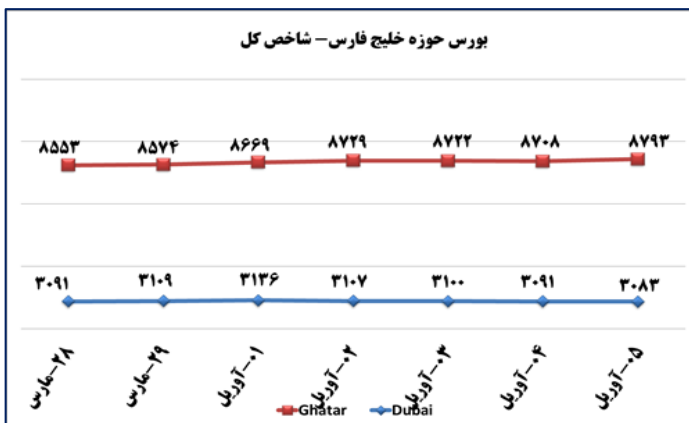 بورس حوزه خلیج فارس– شاخص کل
۸۵۵۳ ۸۵۷۴ ۸۶۶۹ ۸۷۲۹ ۸۷۲۲ ۸۷۰۸ ۸۷۹۳
۳۰۹۱ ۳۱۰۹ ۳۱۳۶ ۳۱۰۷ ۳۱۰۰ ۳۰۹۱ ۳۰۸۳
۲۸-مارس
۲۹-مارس
۰۱-آوریل
۰۲-آوریل
۰۳-آوریل
۰۴-آوریل
۰۵-آوریل
Ghatar Dubai